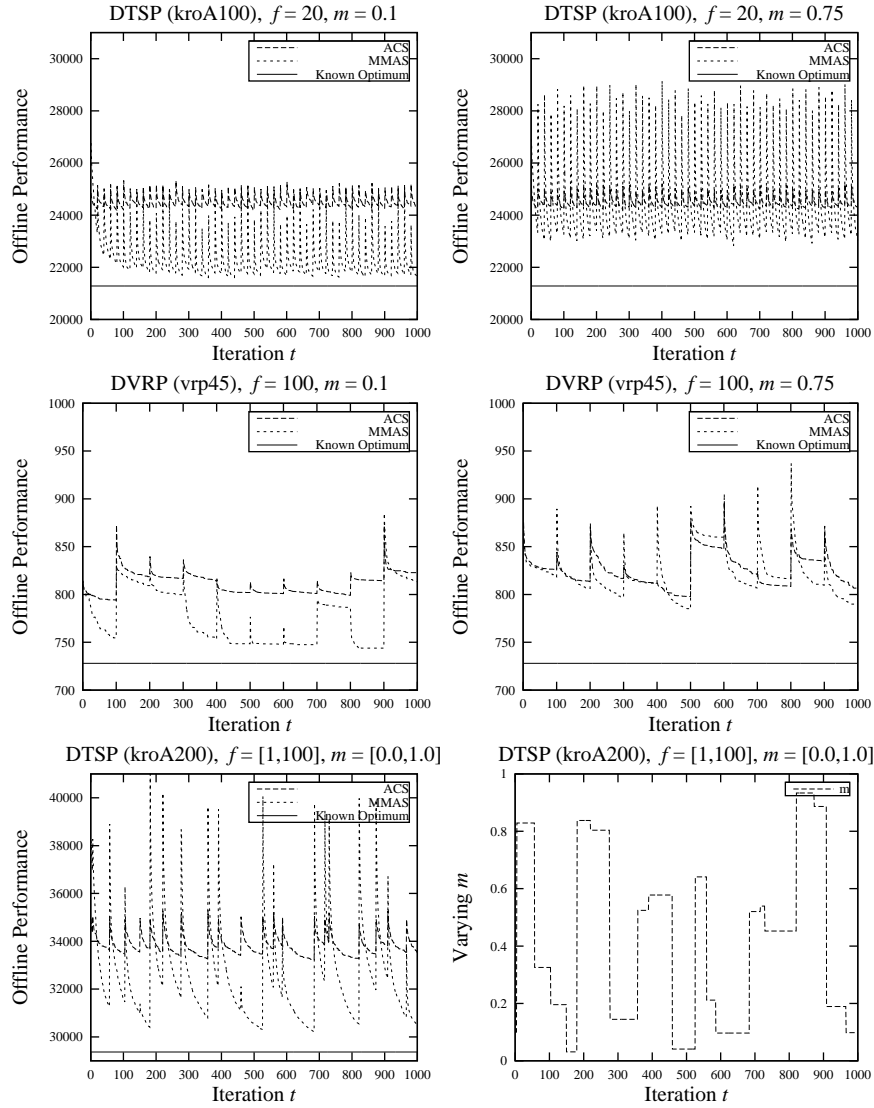 DTSP (kroA100), f = 20, m = 0.1
30000
28000
26000
24000
22000
20000
Offline Performance
ACS
MMAS
Known Optimum
0 100 200 300 400 500 600 700 800 900 1000
Iteration t
DTSP (kroA100), f = 20, m = 0.75
30000
28000
26000
24000
22000
20000
Offline Performance
ACS
MMAS
Known Optimum
0 100 200 300 400 500 600 700 800 900 1000
Iteration t
DVRP (vrp45), f = 100, m = 0.1
1000
950
900
850
800
750
700
Offline Performance
ACS
MMAS
Known Optimum
0 100 200 300 400 500 600 700 800 900 1000
Iteration t
DVRP (vrp45), f = 100, m = 0.75
1000
950
900
850
800
750
700
Offline Performance
ACS
MMAS
Known Optimum
0 100 200 300 400 500 600 700 800 900 1000
Iteration t
DTSP (kroA200), f = [1,100], m = [0.0,1.0]
40000
38000
36000
34000
32000
30000
Offline Performance
ACS
MMAS
Known Optimum
0 100 200 300 400 500 600 700 800 900 1000
Iteration t
DTSP (kroA200), f = [1,100], m = [0.0,1.0]
1
0.8
0.6
0.4
0.2
0
Varying m
m
0 100 200 300 400 500 600 700 800 900 1000
Iteration t